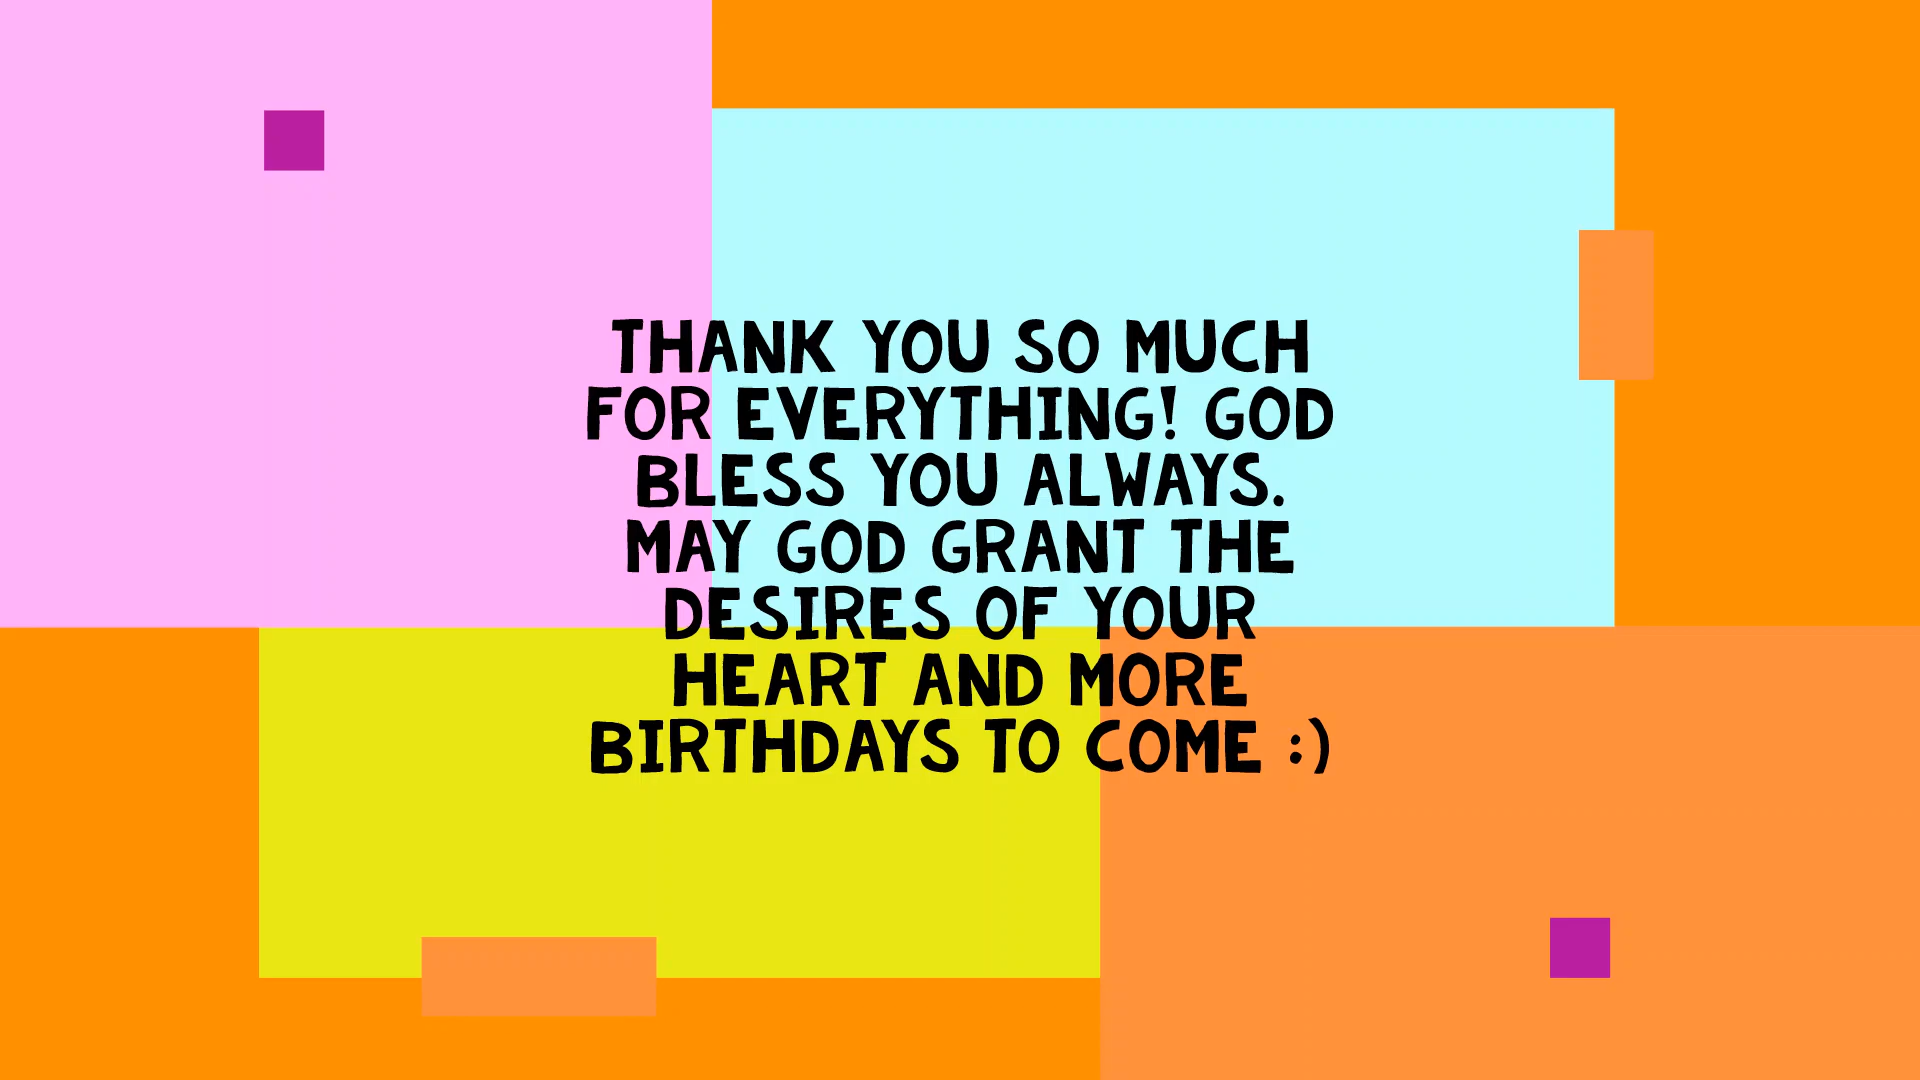 THANK YOU SO MUCH
FOR EVERYTHING! GOD
BLESS YOU ALWAYS.
MAY GOD GRANT THE
DESIRES OF YOUR
HEART AND MORE
BIRTHDAYS TO COME :)